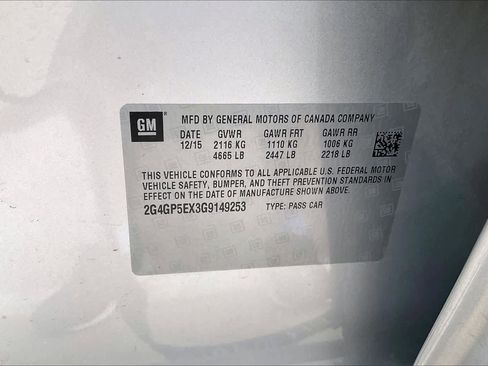 GM
MFD BY GENERAL MOTORS OF CANADA COMPANY
DATE GVWR GAWR FRT GAWR RR
12/15 2116 KG 1110 KG 1006 KG
4665 LB 2447 LB 2218 LB
THIS VEHICLE CONFORMS TO ALL APPLICABLE U.S. FEDERAL MOTOR
VEHICLE SAFETY, BUMPER, AND THEFT PREVENTION STANDARDS IN
EFFECT ON THE DATE OF MANUFACTURE SHOWN ABOVE.
2G4GP5EX3G9149253 TYPE: PASS CAR